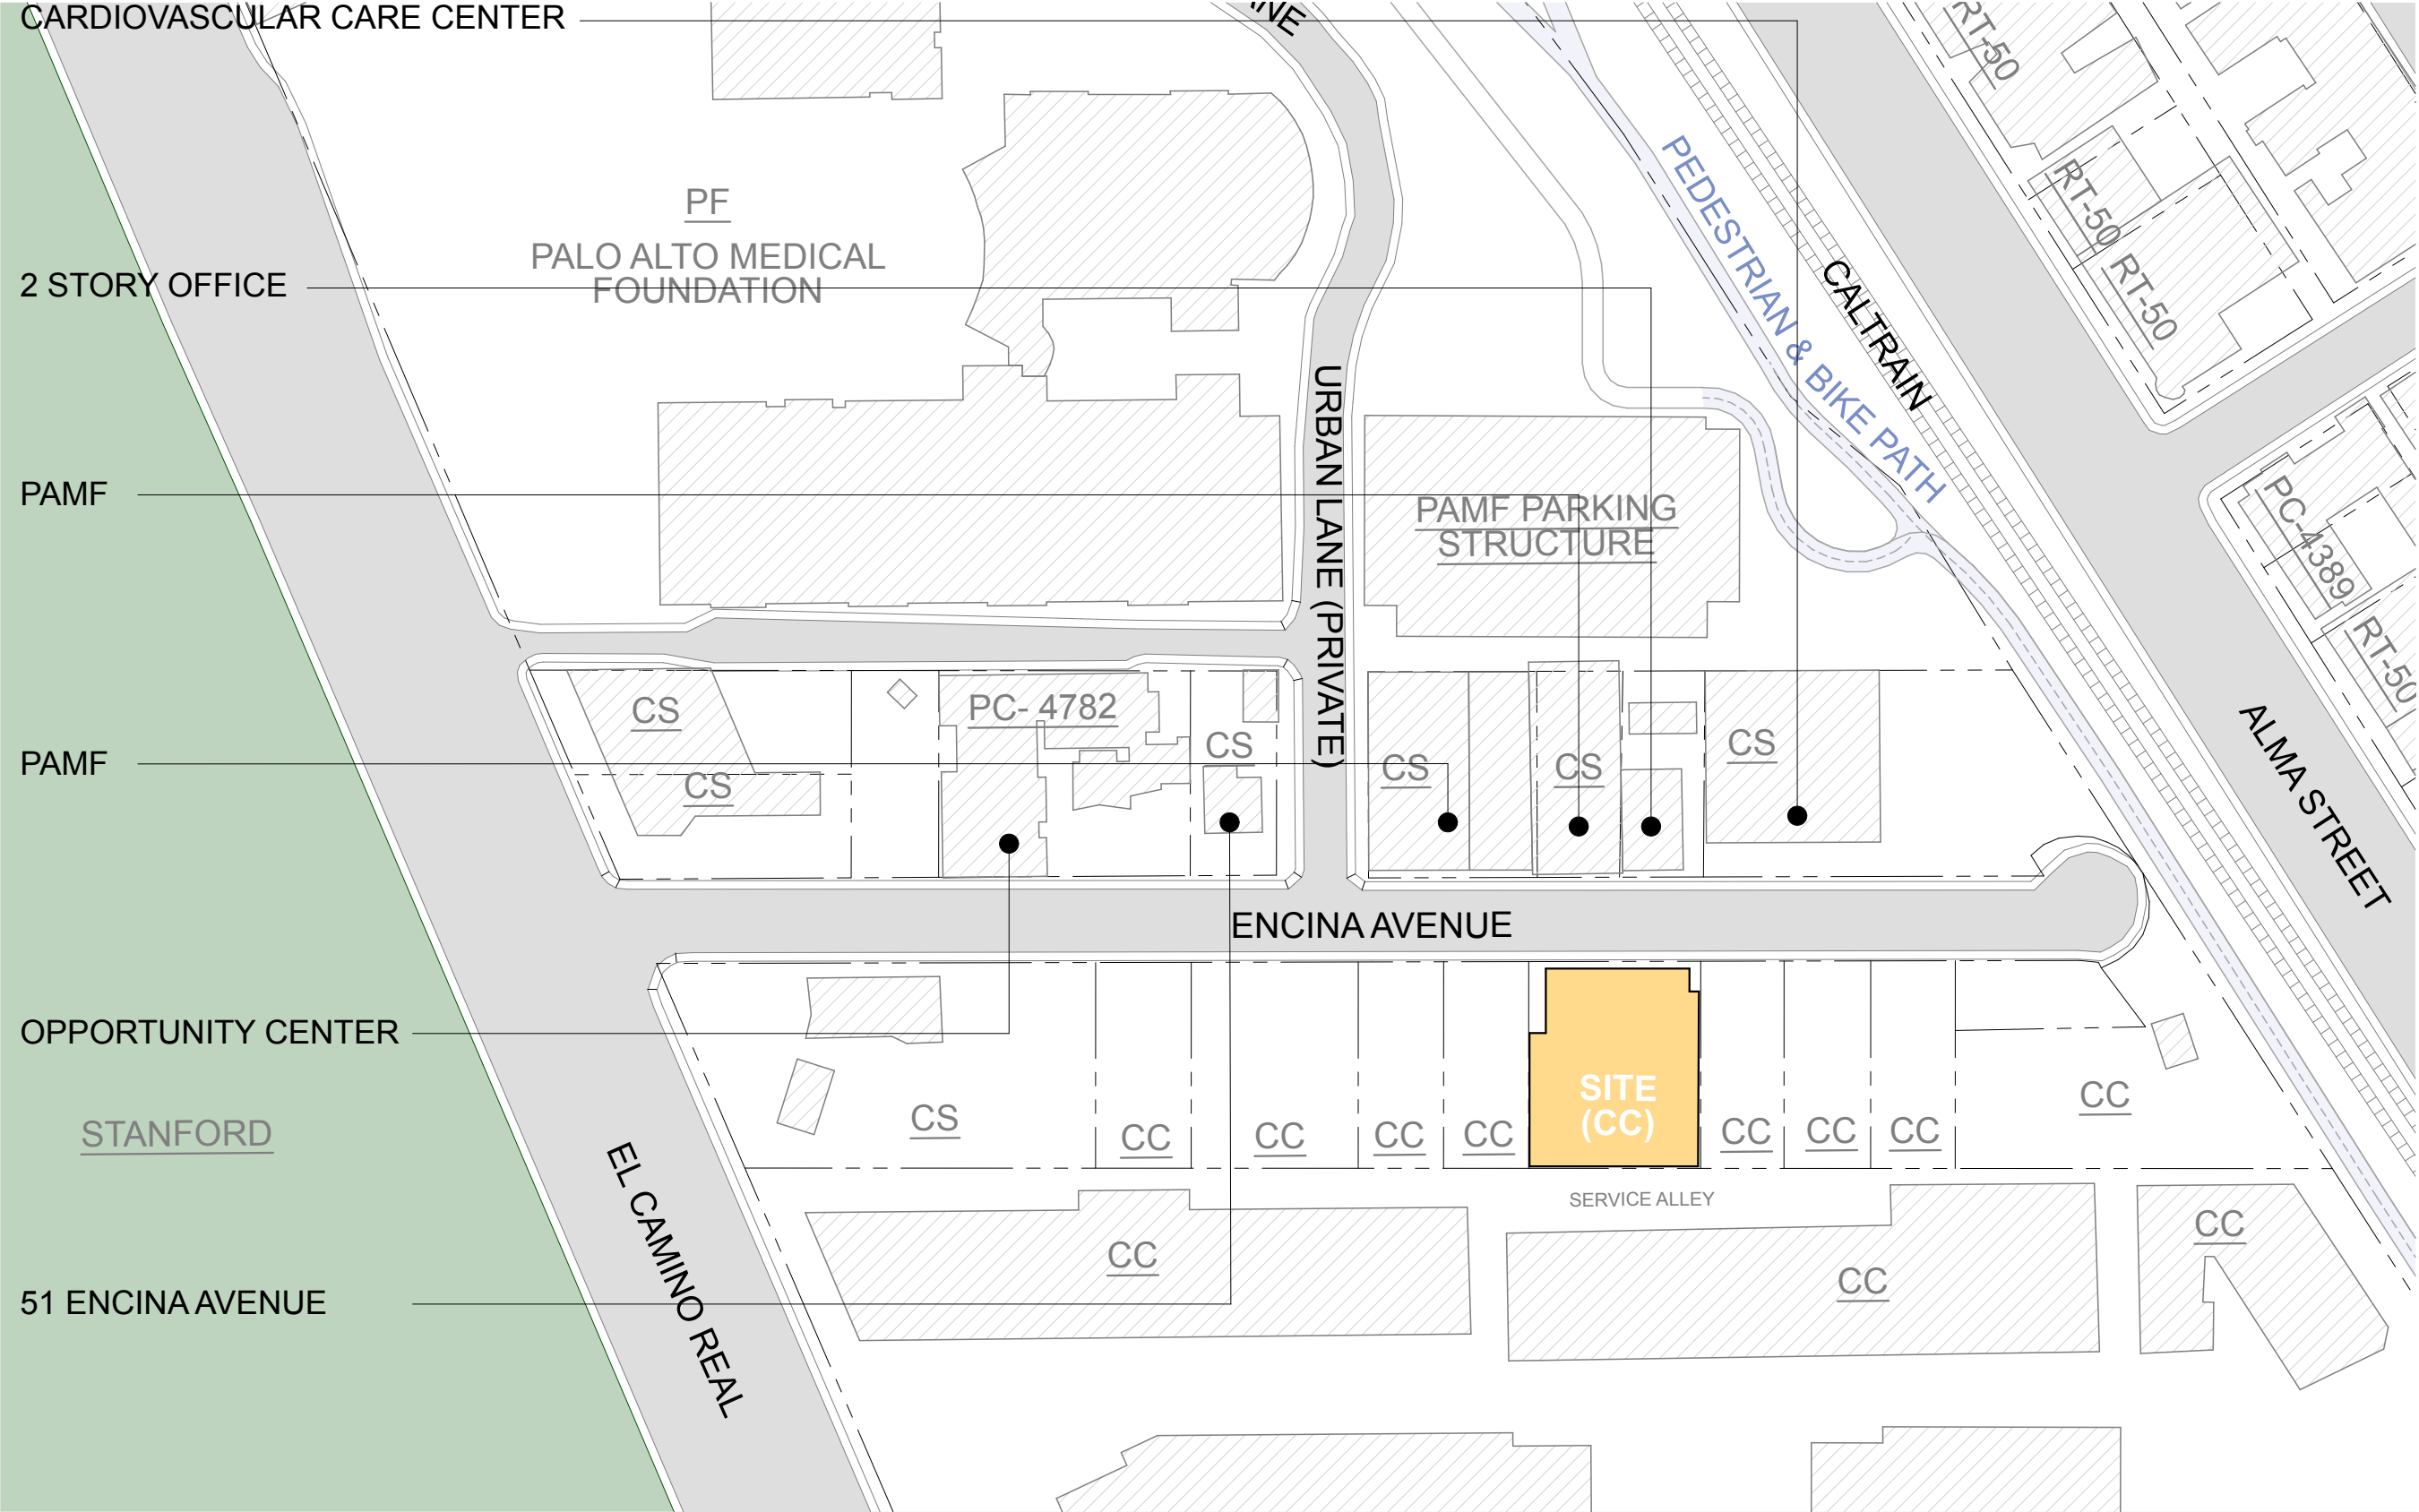 CARDIOVASCULAR CARE CENTER
RT-50
PF
PALO ALTO MEDICAL
FOUNDATION
PEDESTRIAN & BIKE PATH
CALTRAIN
RT-50
RT-50
2 STORY OFFICE
URBAN LANE (PRIVATE)
PAMF
PAMF PARKING
STRUCTURE
PC-4389
RT-50
CS
PC- 4782
CS
CS
CS
CS
CS
PAMF
ALMA STREET
ENCINA AVENUE
OPPORTUNITY CENTER
STANFORD
CS
CC
CC
CC
CC
SITE
(CC)
CC
CC
CC
CC
SERVICE ALLEY
EL CAMINO REAL
CC
CC
CC
51 ENCINA AVENUE